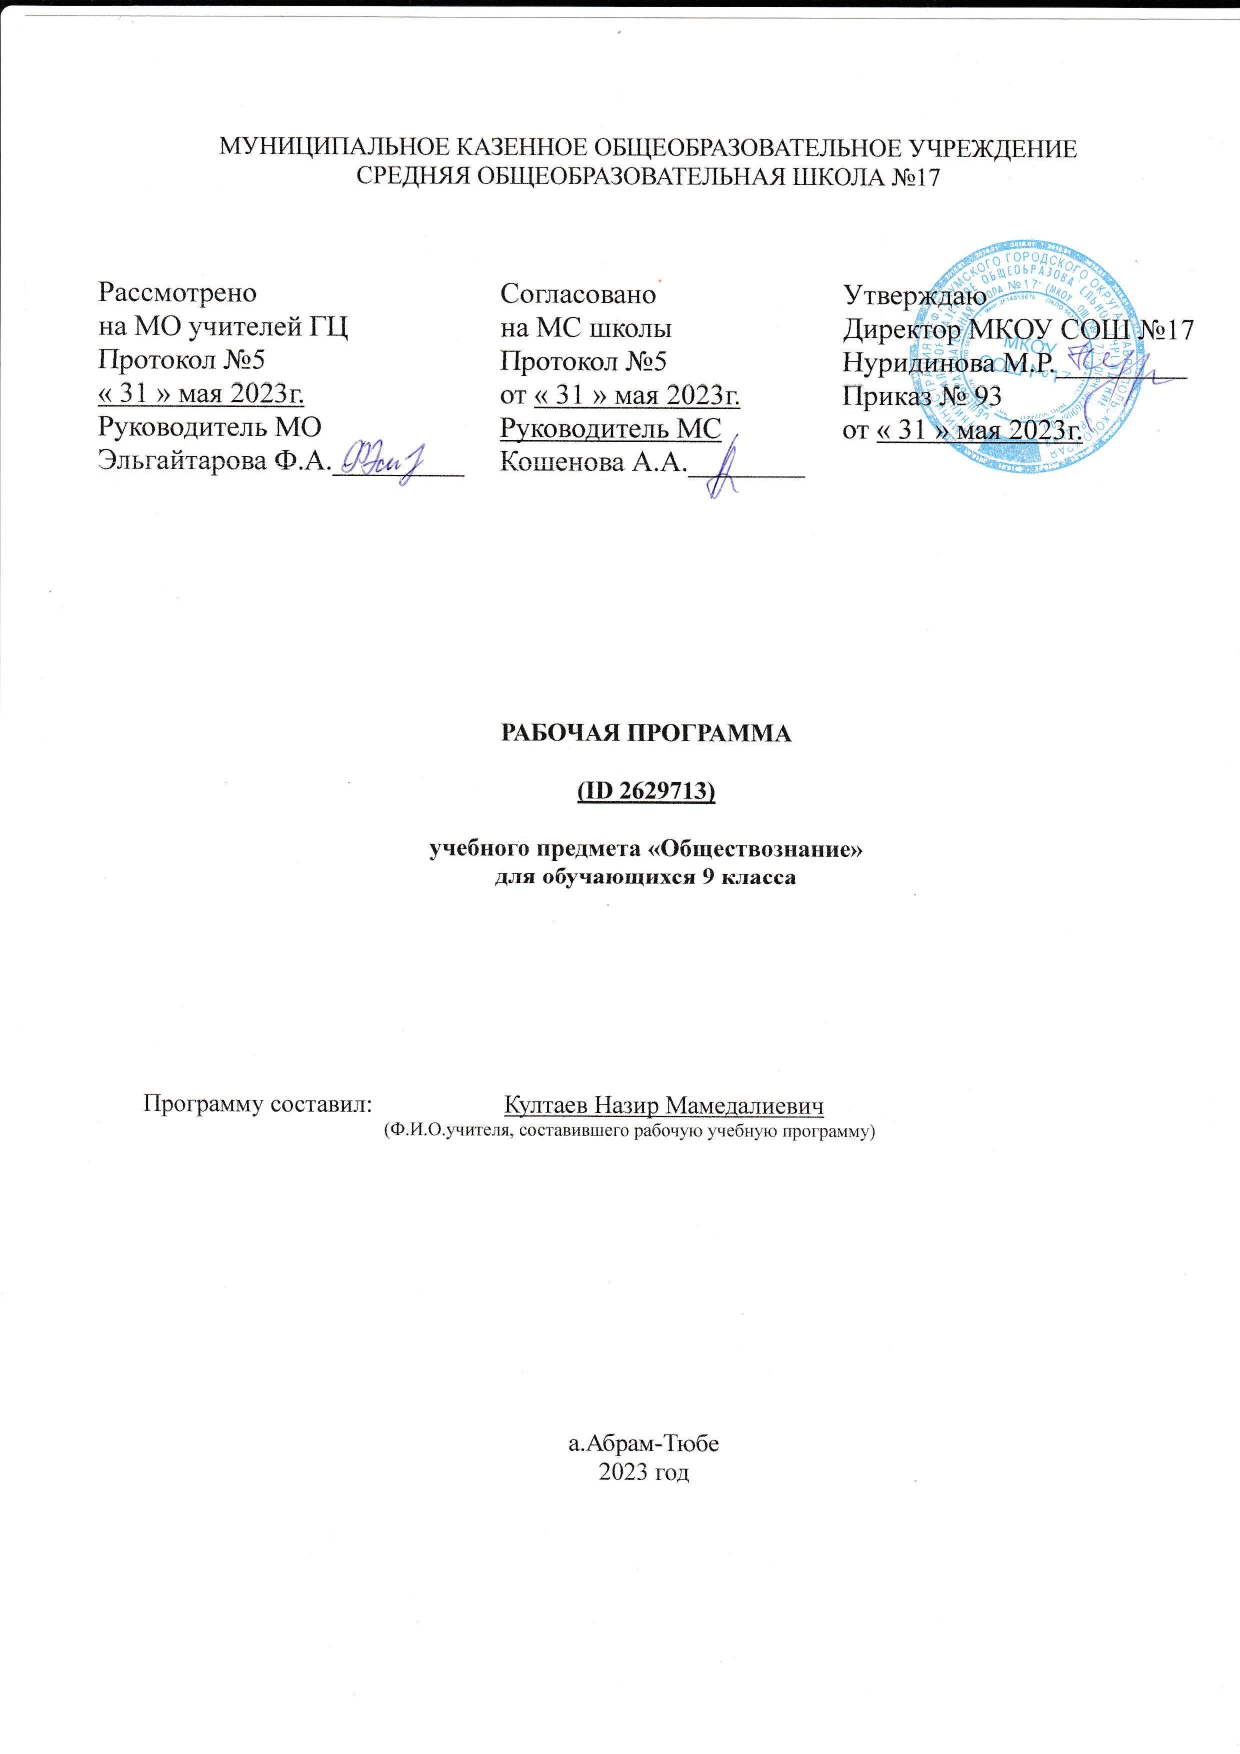 МУНИЦИПАЛЬНОЕ КАЗЕННОЕ ОБЩЕОБРАЗОВАТЕЛЬНОЕ УЧРЕЖДЕНИЕ
СРЕДНЯЯ ОБЩЕОБРАЗОВАТЕЛЬНАЯ ШКОЛА №17
Рассмотрено
на МО учителей ГЦ
Протокол №5
« 31 » мая 2023г.
Руководитель МО
Эльгайтарова Ф.А.
Согласовано
на МС школы
Протокол №5
от « 31 » мая 2023г.
Руководитель МС
Кошенова А.А.
Утверждаю
Директор МКОУ СОШ №17
Нуридинова М.Р.
Приказ № 93
от « 31 » мая 2023г.
МКОУ
СОШ №17
РАБОЧАЯ ПРОГРАММА
(ID 2629713)
учебного предмета «Обществознание»
для обучающихся 9 класса
Программу составил: Култаев Назир Мамедалиевич
(Ф.И.О.учителя, составившего рабочую учебную программу)
а.Абрам-Тюбе
2023 год